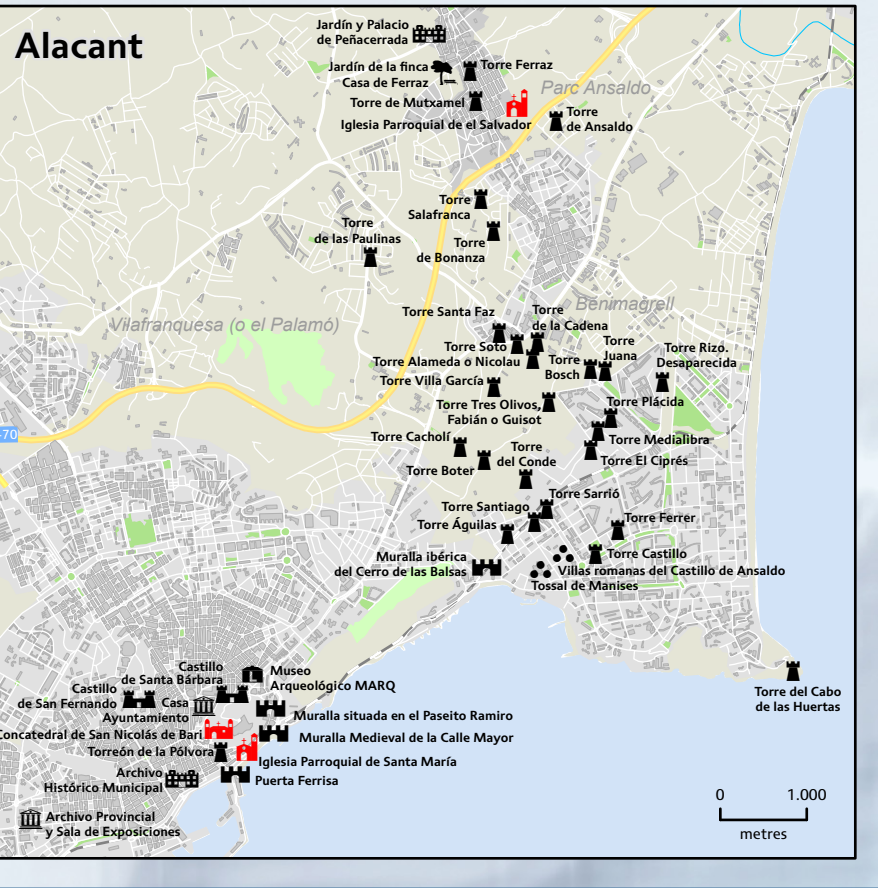 Alacant
Jardín y Palacio
de Peñacerrada
Jardín de la finca
Casa de Ferraz
Torre Ferraz
Parc Ansaldo
Torre de Mutxamel
Iglesia Parroquial de el Salvador
Torre
de Ansaldo
Torre
Salafranca
Torre
de las Paulinas
Torre
de Bonanza
Benimagrell
Torre Santa Faz
Torre
de la Cadena
Vilafranquesa (o el Palamó)
Torre Soto
Torre
Juana
Torre Rizo.
Desaparecida
Torre Alameda o Nicolau
Torre
Bosch
Torre Villa García
Torre Tres Olivos,
Fabián o Guisot
Torre Plácida
-70
Torre Cacholí
Torre Medialibra
Torre
del Conde
Torre El Ciprés
Torre Boter
Torre Sarrió
Torre Santiago
Torre Ferrer
Torre Águilas
Torre Castillo
Muralla ibérica
del Cerro de las Balsas
Villas romanas del Castillo de Ansaldo
Tossal de Manises
Castillo
de Santa Bárbara
Museo
Arqueológico MARQ
Castillo
de San Fernando
Casa
Ayuntamiento
Torre del Cabo
de las Huertas
Muralla situada en el Paseito Ramiro
Concatedral de San Nicolás de Bari
Muralla Medieval de la Calle Mayor
Torreón de la Pólvora
Iglesia Parroquial de Santa María
Archivo
Histórico Municipal
Puerta Ferrisa
Archivo Provincial
y Sala de Exposiciones
0 1.000
metres